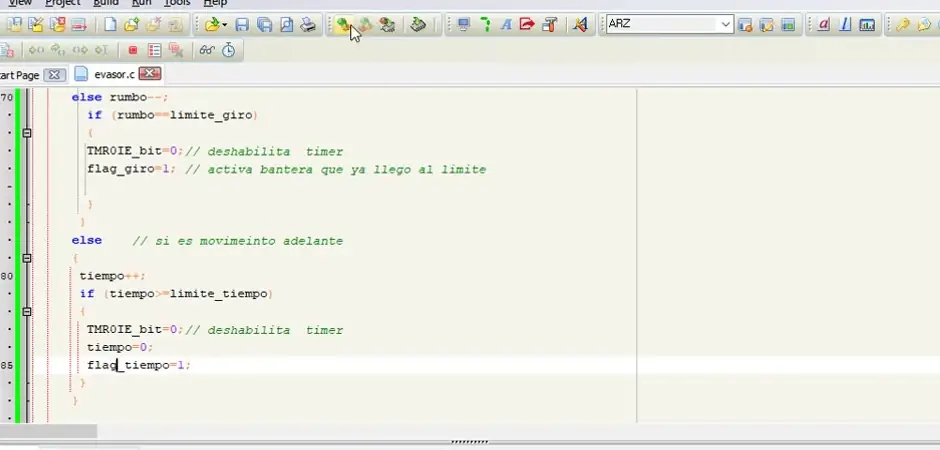 View Project Build Run Tools Help
ARZ
art Page evasor.c
70 else rumbo--;
if (rumbo==limite_giro)
{
TMR0IE_bit=0;// deshabilita timer
flag_giro=1; // activa bantera que ya llego al limite
}
}
else // si es movimeinto adelante
{
80 tiempo++;
if (tiempo>=limite_tiempo)
{
TMR0IE_bit=0;// deshabilita timer
tiempo=0;
85 flag_tiempo=1;
}
}